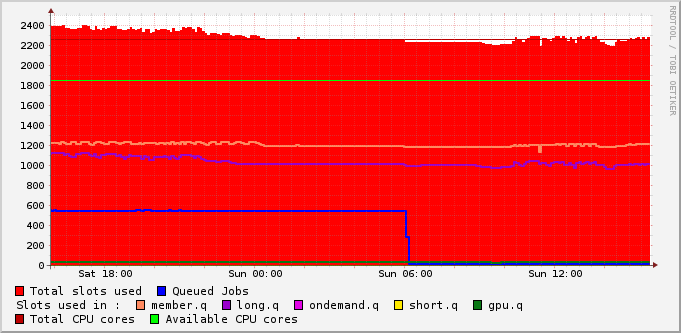 RRDTOOL / TOBI OETIKER
2400
2200
2000
1800
1600
1400
1200
1000
800
600
400
200
0
Sat 18:00 Sun 00:00 Sun 06:00 Sun 12:00
Total slots used Queued Jobs
Slots used in : member.q long.q ondemand.q short.q gpu.q
Total CPU cores Available CPU cores